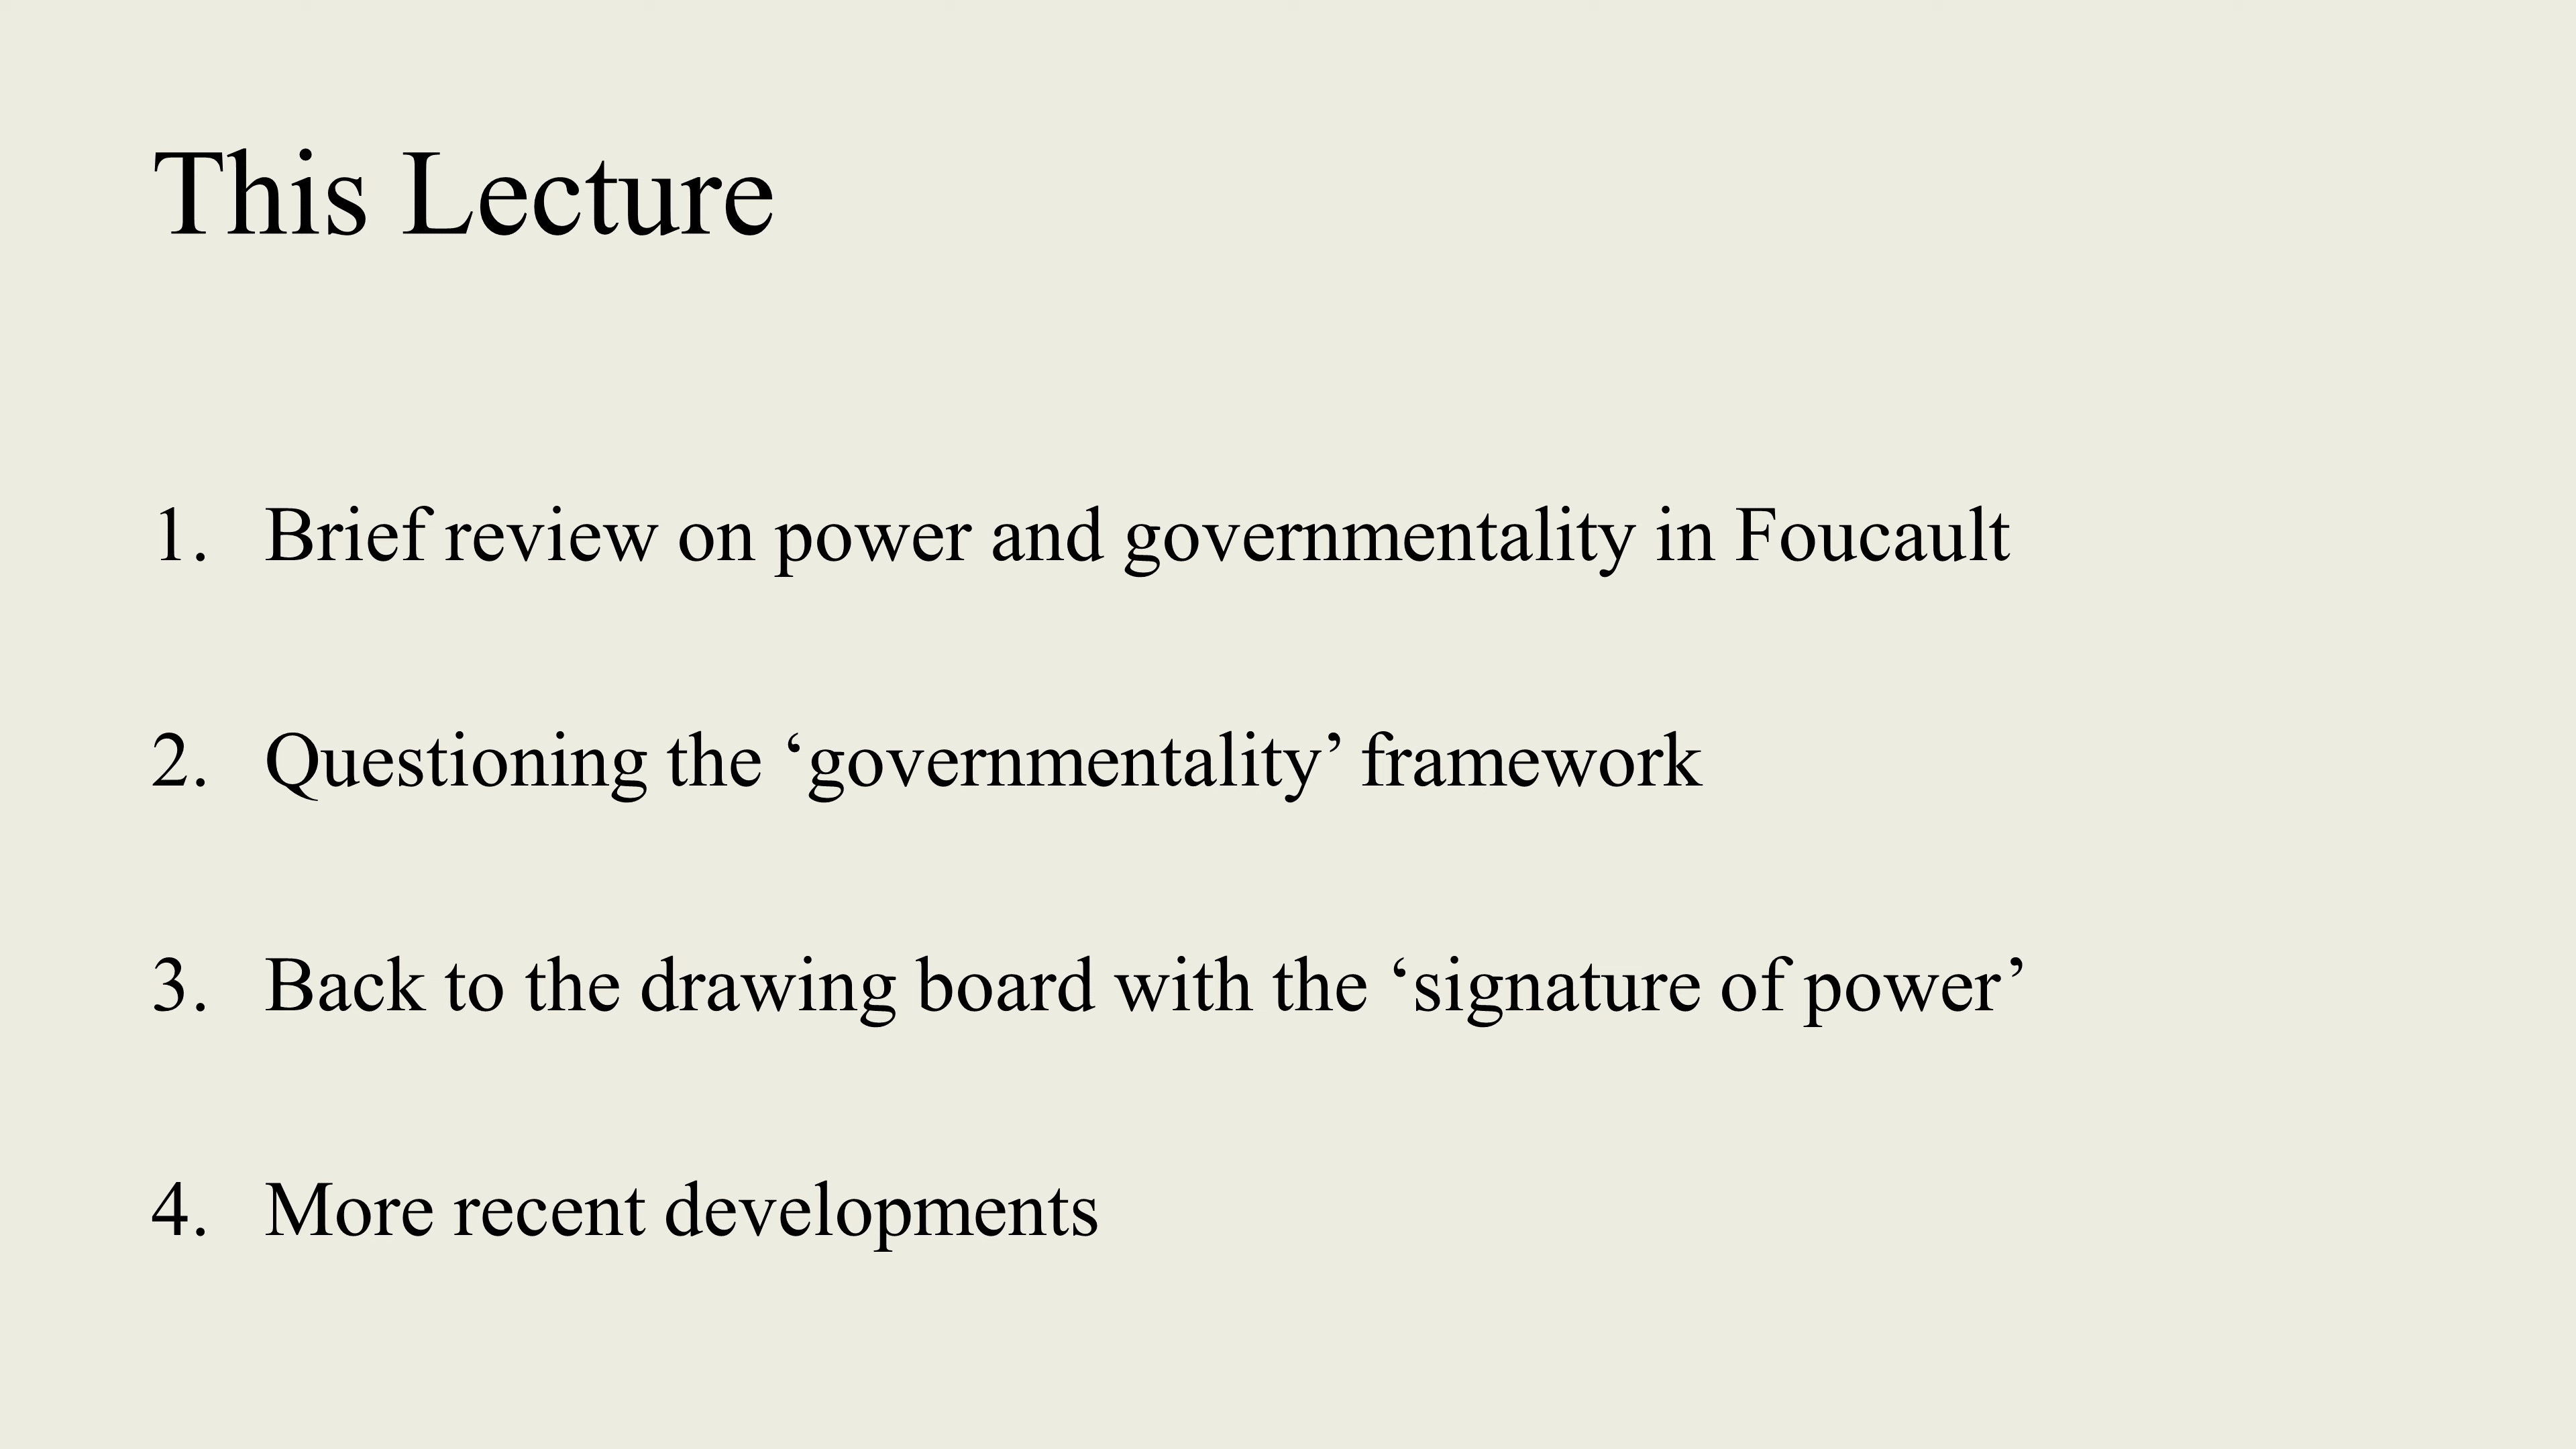 This Lecture
1. Brief review on power and governmentality in Foucault
2. Questioning the ‘governmentality’ framework
3. Back to the drawing board with the ‘signature of power’
4. More recent developments